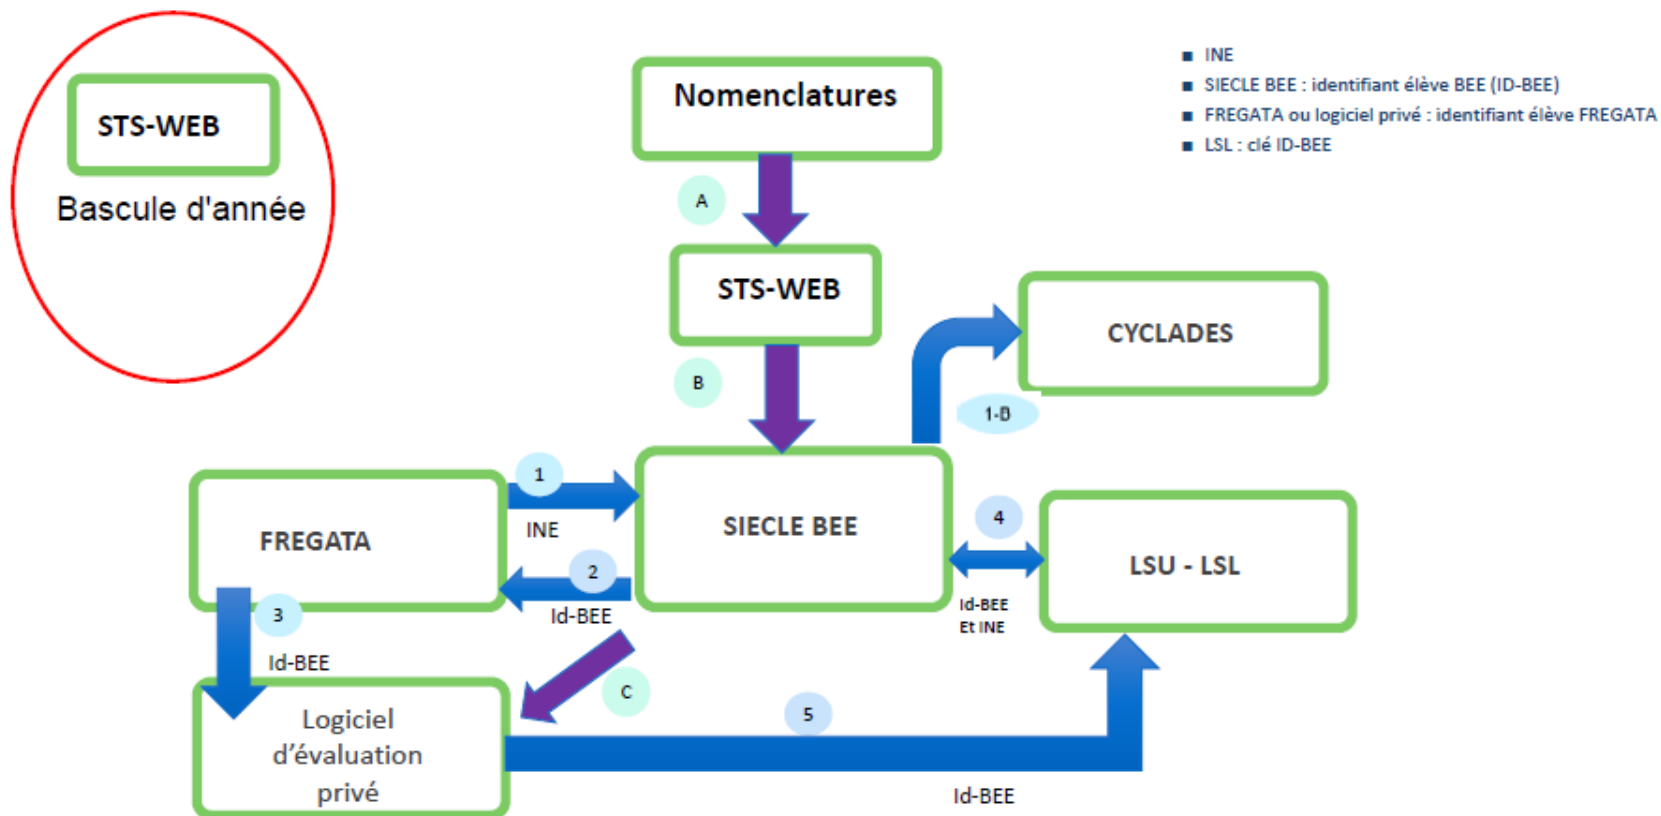 STS-WEB
Bascule d'année
Nomenclatures
■ INE
■ SIECLE BEE : identifiant élève BEE (ID-BEE)
■ FREGATA ou logiciel privé : identifiant élève FREGATA
■ LSL : clé ID-BEE
A
STS-WEB
B
CYCLADES
1-B
1
INE
FREGATA
SIECLE BEE
2
Id-BEE
4
Id-BEE
Et INE
LSU - LSL
3
Id-BEE
C
Logiciel
d'évaluation
privé
5
Id-BEE